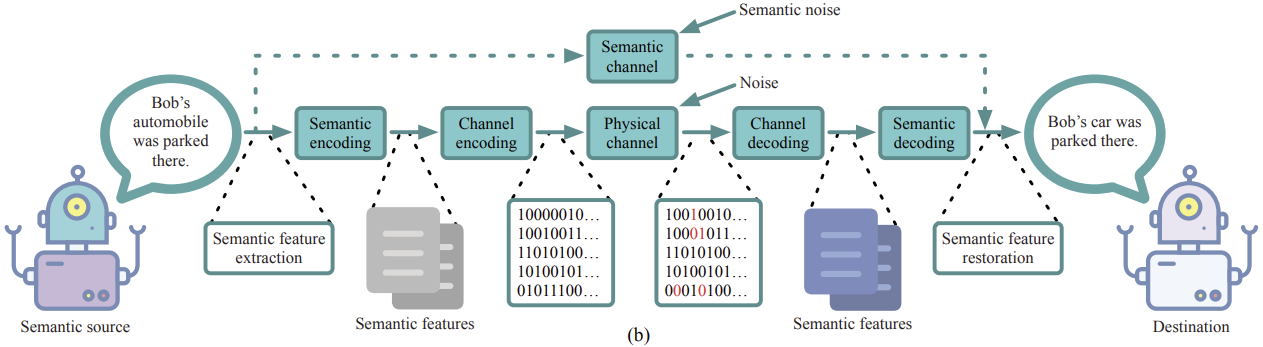 Semantic noise
Semantic
channel
Noise
Bob's
automobile
was parked
there.
Semantic
encoding
Channel
encoding
Physical
channel
Channel
decoding
Semantic
decoding
Bob's car was
parked there.
Semantic feature
extraction
10000010…
10010011…
11010100…
10100101…
01011100…
10010010…
10001011…
11010100…
10100101…
00010100…
Semantic feature
restoration
Semantic source
Semantic features
Semantic features
Destination
(b)